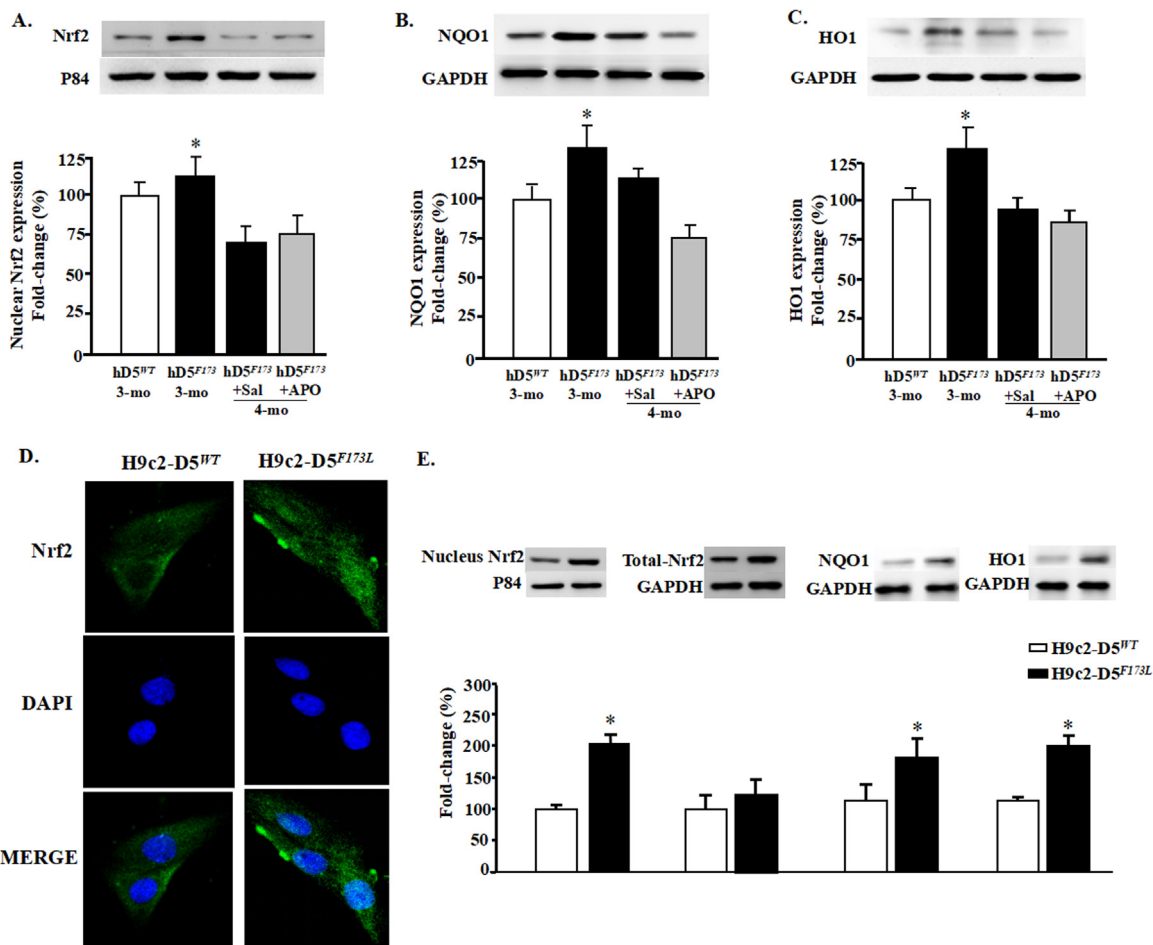 A.
Nrf2
P84
Nuclear Nrf2 expression
Fold-change (%)
125
100
75
50
25
0
*
hD5WT
3-mo
hD5F173
3-mo
hD5F173
+Sal
hD5F173
+APO
4-mo
B.
NQO1
GAPDH
NQO1 expression
Fold-change (%)
125
100
75
50
25
0
*
hD5WT
3-mo
hD5F173
3-mo
hD5F173
+Sal
hD5F173
+APO
4-mo
C.
HO1
GAPDH
HO1 expression
Fold-change (%)
125
100
75
50
25
0
*
hD5WT
3-mo
hD5F173
3-mo
hD5F173
+Sal
hD5F173
+APO
4-mo
D.
H9c2-D5WT
H9c2-D5F173L
Nrf2
DAPI
MERGE
E.
Nucleus Nrf2
P84
Total-Nrf2
GAPDH
NQO1
GAPDH
HO1
GAPDH
H9c2-D5WT
H9c2-D5F173L
Fold-change (%)
300
250
200
150
100
50
0
*
*
*